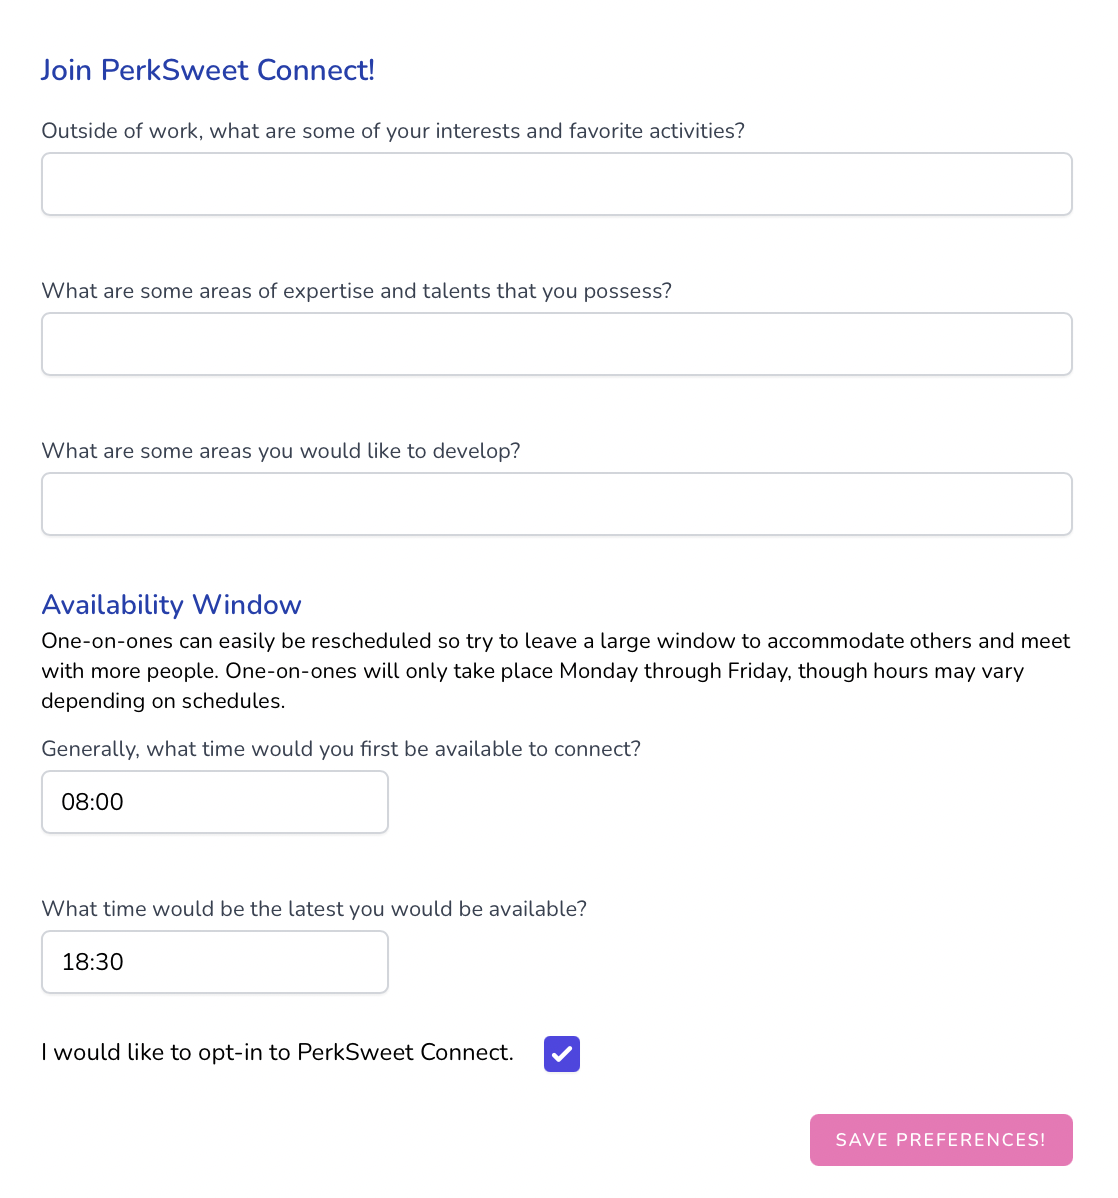 Join PerkSweet Connect!
Outside of work, what are some of your interests and favorite activities?
What are some areas of expertise and talents that you possess?
What are some areas you would like to develop?
Availability Window
One-on-ones can easily be rescheduled so try to leave a large window to accommodate others and meet
with more people. One-on-ones will only take place Monday through Friday, though hours may vary
depending on schedules.
Generally, what time would you first be available to connect?
08:00
What time would be the latest you would be available?
18:30
I would like to opt-in to PerkSweet Connect.
SAVE PREFERENCES!